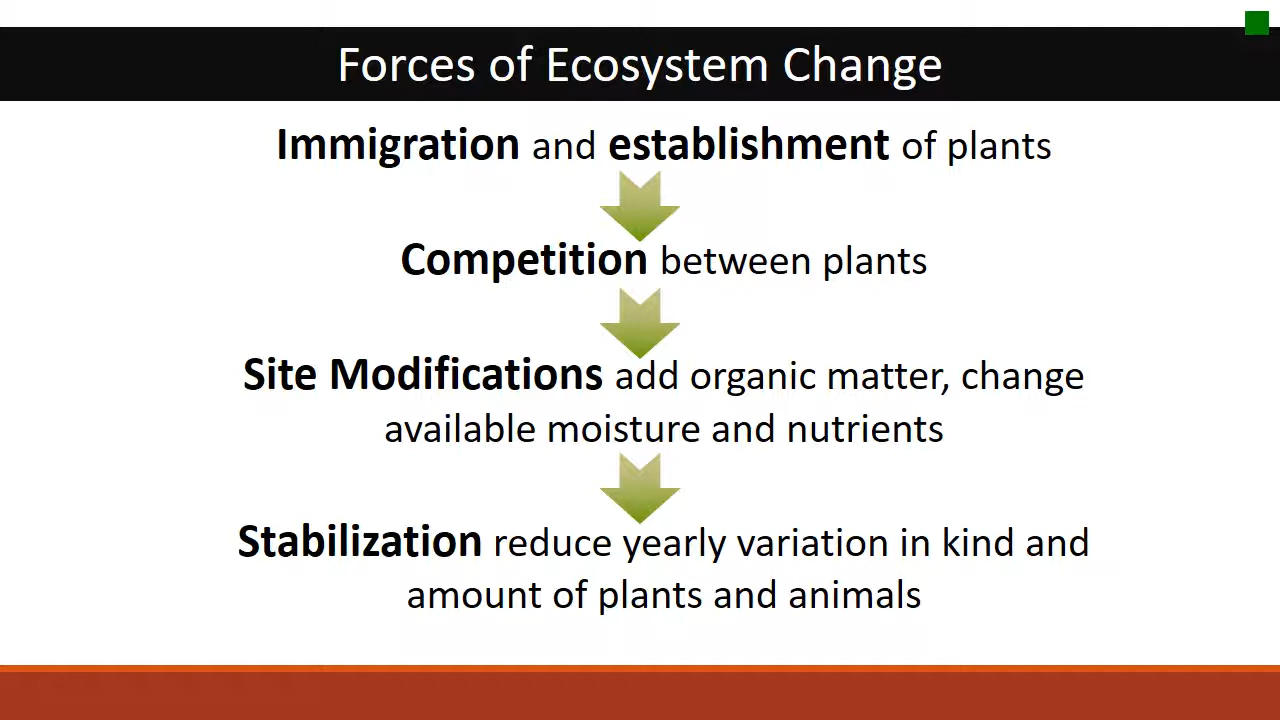 Forces of Ecosystem Change
Immigration and establishment of plants
Competition between plants
Site Modifications add organic matter, change
available moisture and nutrients
Stabilization reduce yearly variation in kind and
amount of plants and animals